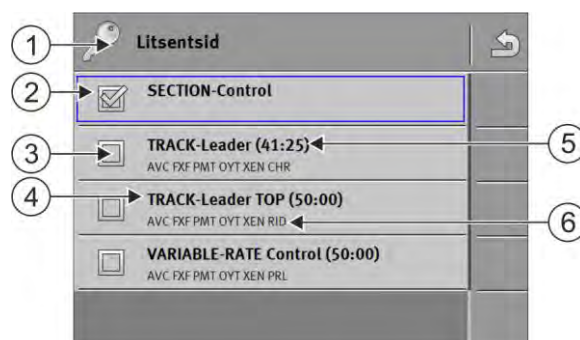 Litsentsid
1
2
SECTION-Control
3
TRACK-Leader (41:25)
5
AVC FXF PMT OYT XEN CHR
4
TRACK-Leader TOP (50:00)
AVC FXF PMT OYT XEN RID
6
VARIABLE-RATE Control (50:00)
AVC FXF PMT OYT XEN PRL